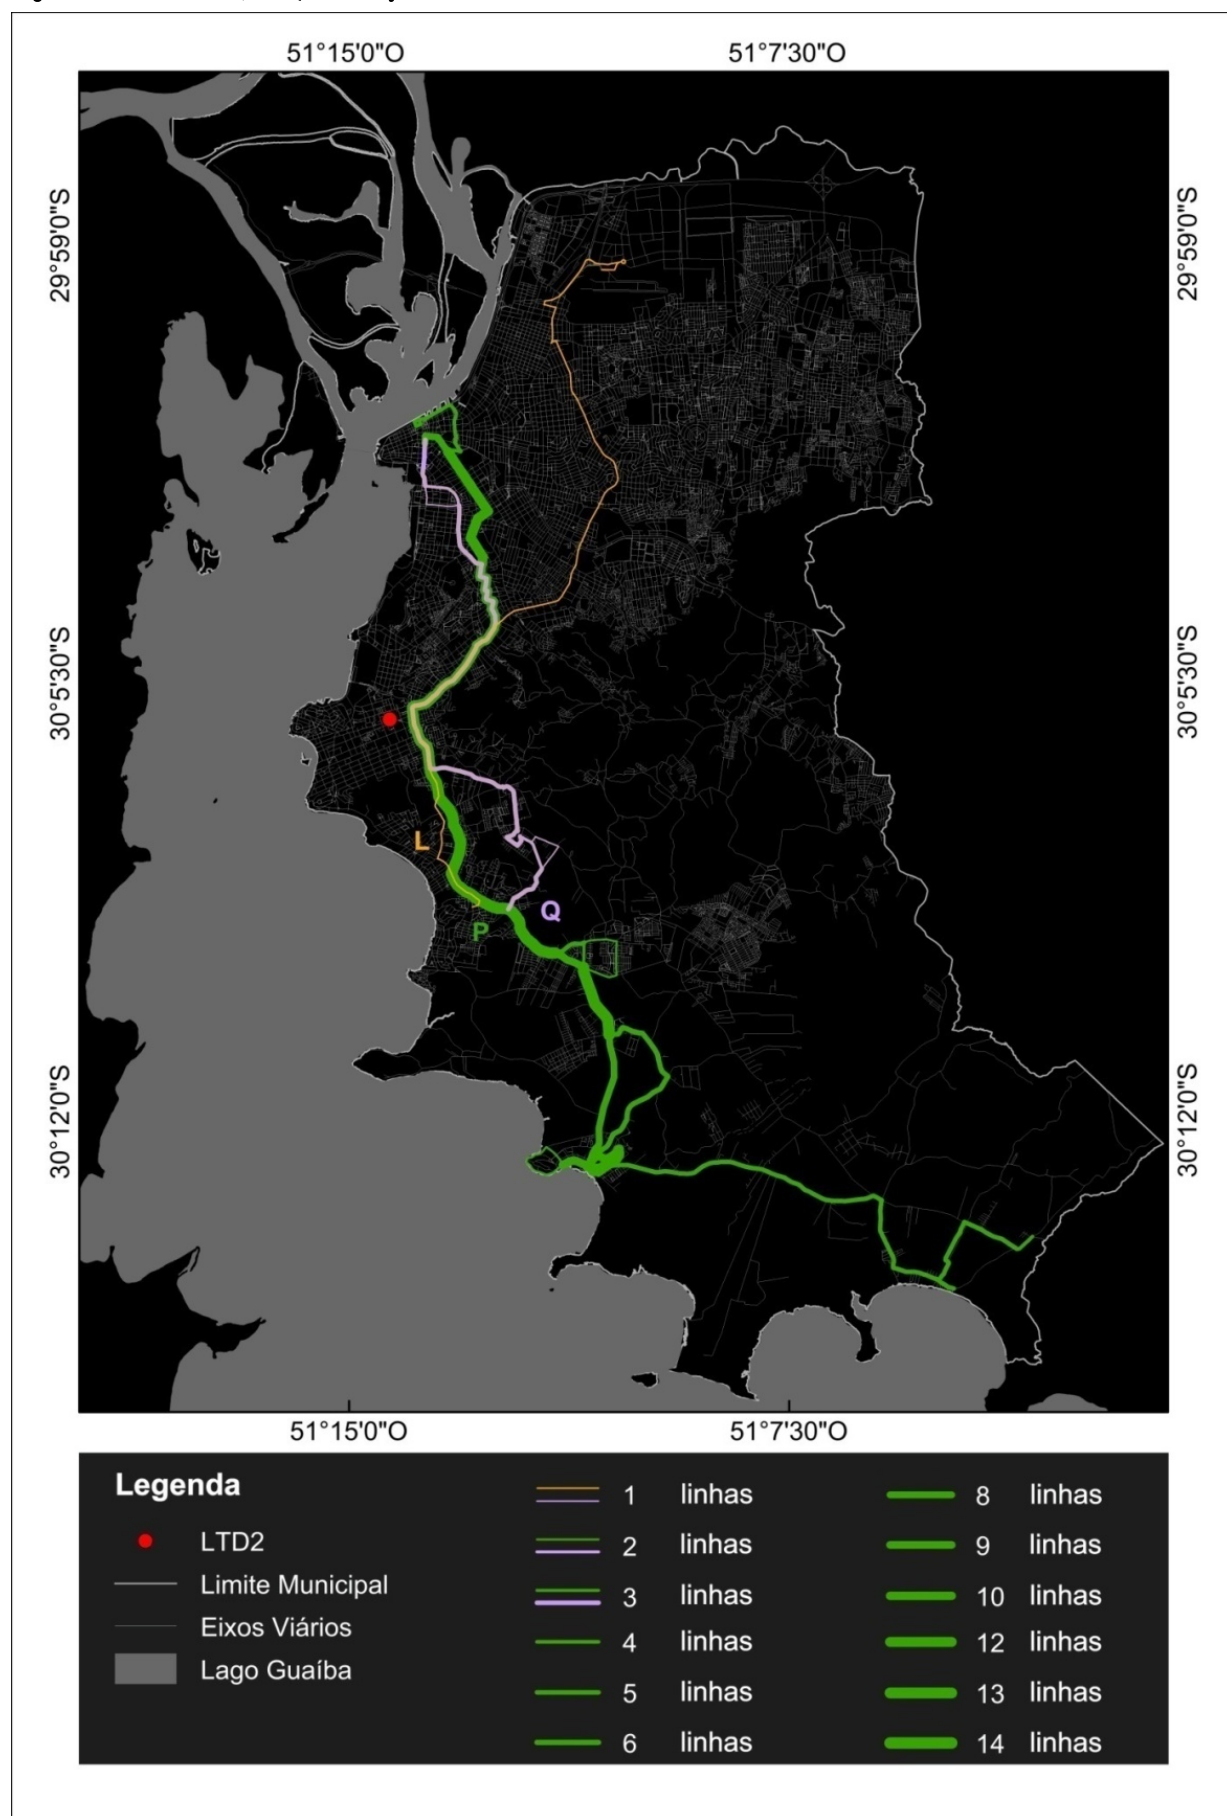 51°15'0"O
51°7'30"O
29°59'0"S
29°59'0"S
30°5'30"S
30°5'30"S
L
Q
P
30°12'0"S
30°12'0"S
51°15'0"O
51°7'30"O
Legenda
LTD2
Limite Municipal
Eixos Viários
Lago Guaíba
1 linhas
2 linhas
3 linhas
4 linhas
5 linhas
6 linhas
8 linhas
9 linhas
10 linhas
12 linhas
13 linhas
14 linhas